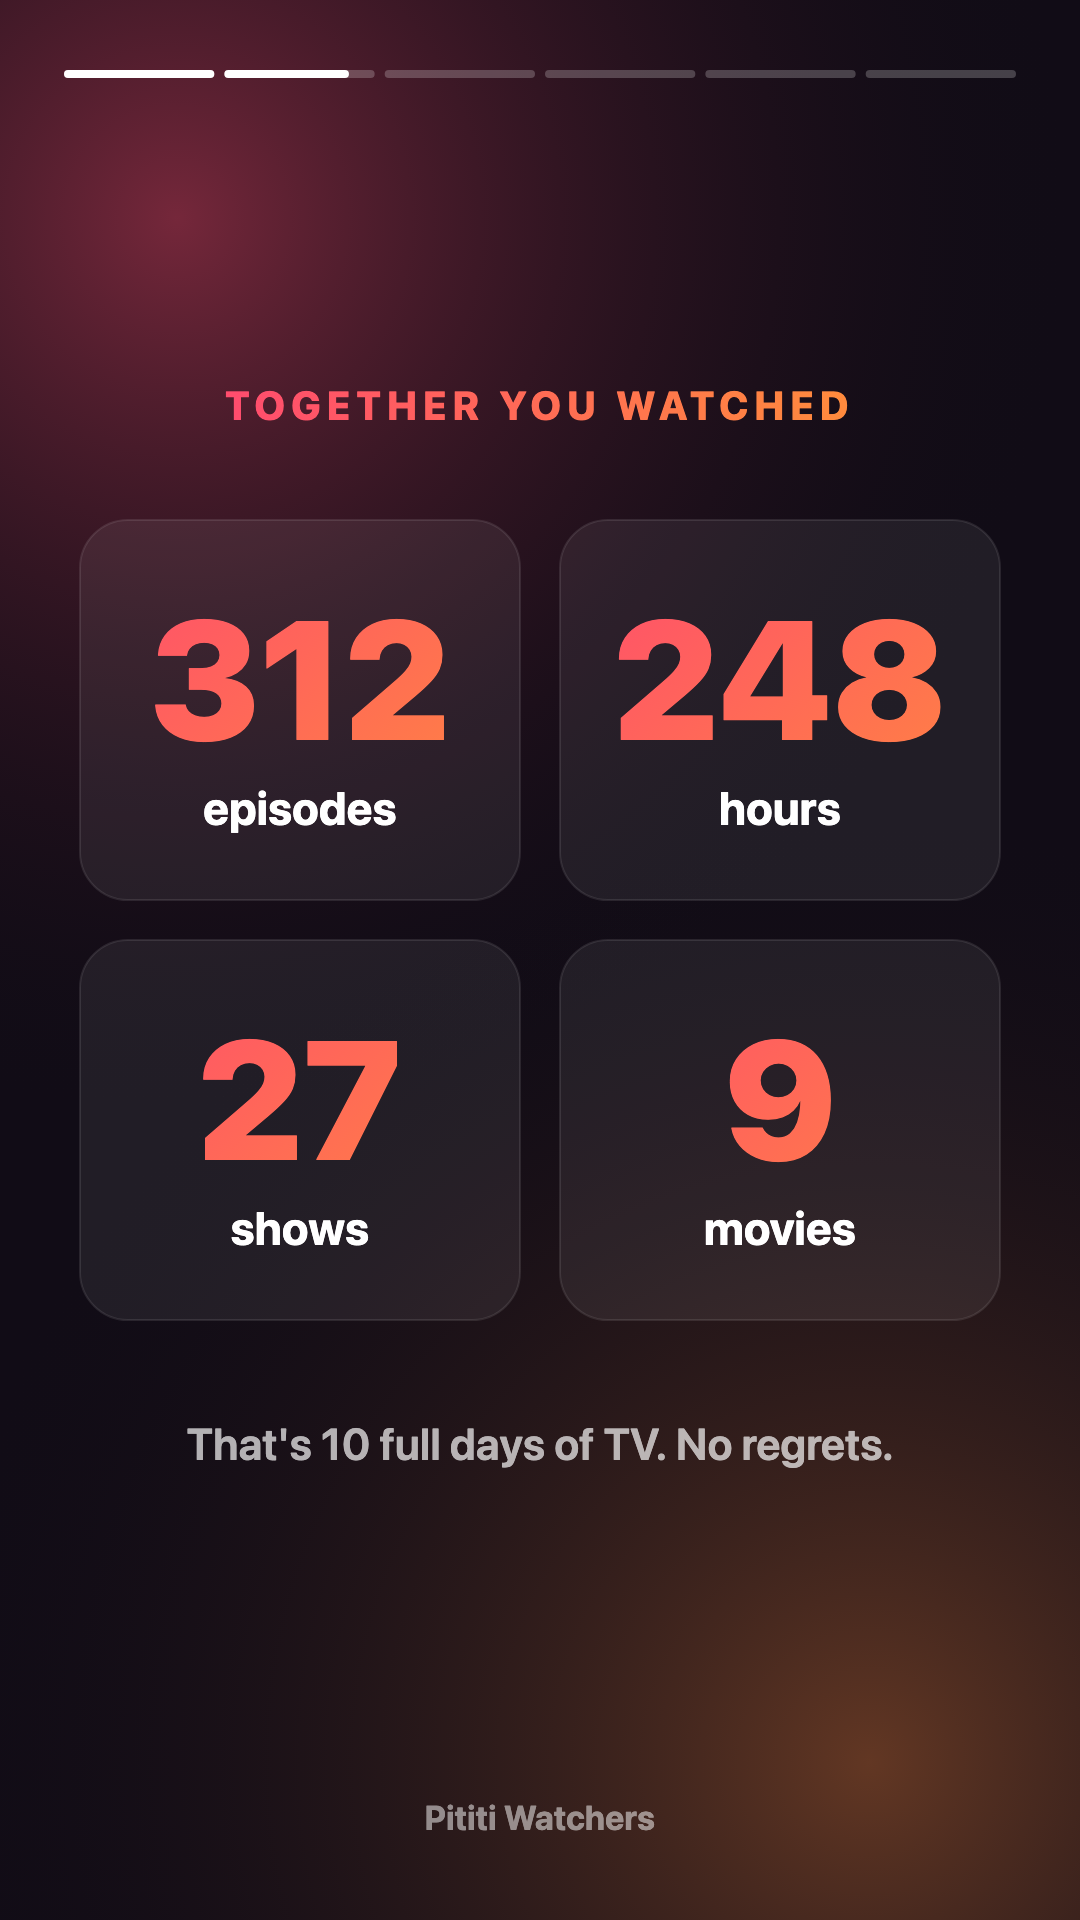 TOGETHER YOU WATCHED
312
episodes
248
hours
27
shows
9
movies
That's 10 full days of TV. No regrets.
Pititi Watchers